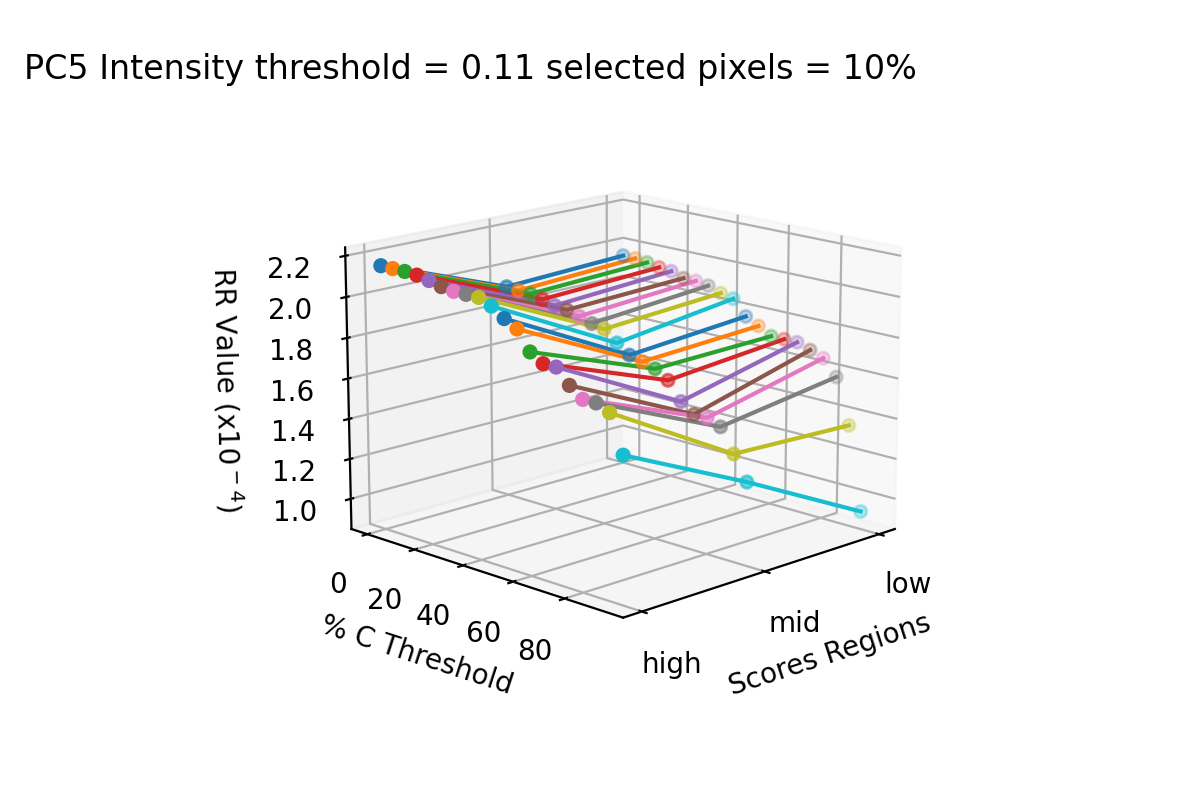 PC5 Intensity threshold = 0.11 selected pixels = 10%
RR Value (x10⁻⁴)
2.2
2.0
1.8
1.6
1.4
1.2
1.0
0
20
40
60
80
% C Threshold
high
mid
low
Scores Regions